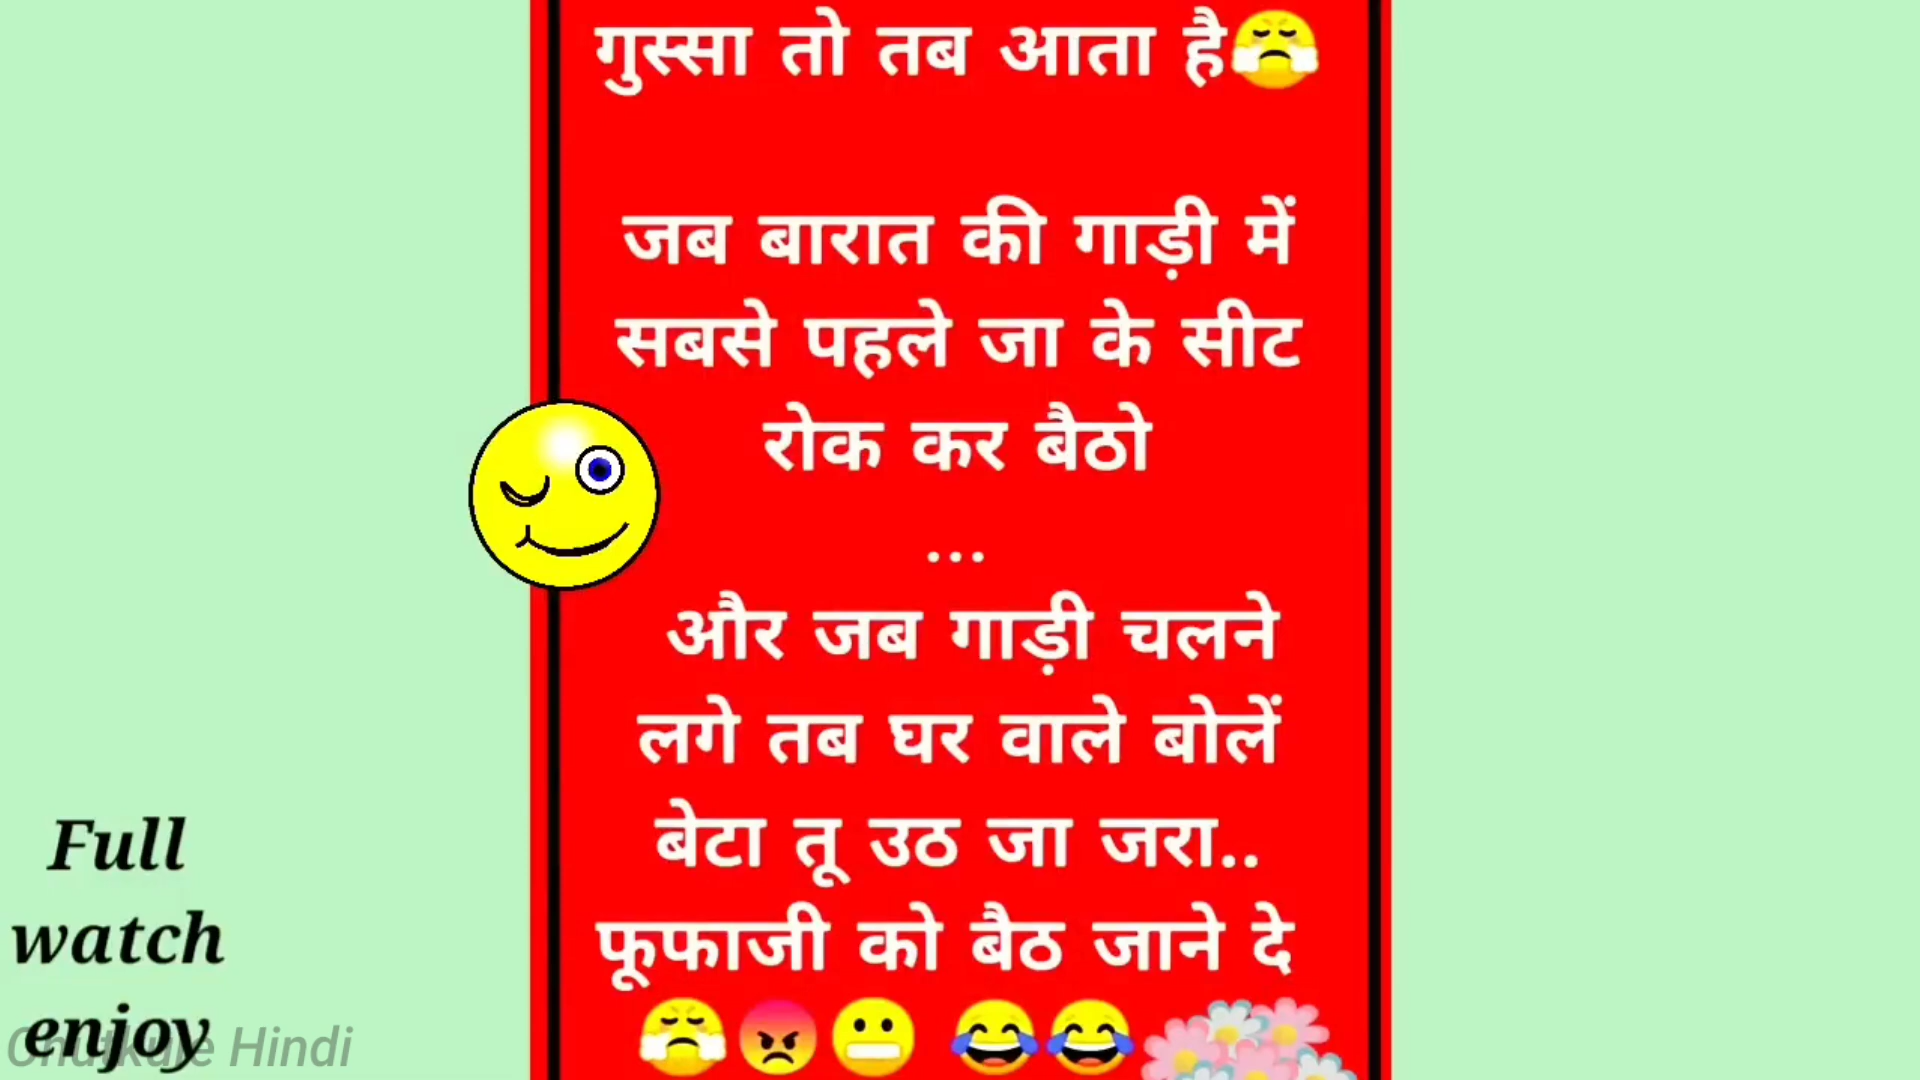 गुस्सा तो तब आता है😤
जब बारात की गाड़ी में
सबसे पहले जा के सीट
रोक कर बैठो
...
और जब गाड़ी चलने
लगे तब घर वाले बोलें
बेटा तू उठ जा जरा..
फूफाजी को बैठ जाने दे
😤😡😬 😂😂
Full
watch
enjoy
Chutkule Hindi